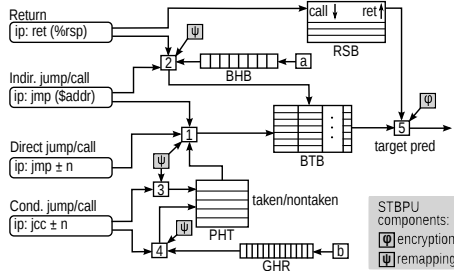 Return
ip: ret (%rsp)
call
ret
RSB
ψ
2
BHB
a
Indir. jump/call
ip: jmp ($addr)
φ
1
5
BTB
target pred
Direct jump/call
ip: jmp ± n
ψ
3
Cond. jump/call
ip: jcc ± n
taken/nontaken
PHT
ψ
4
GHR
b
STBPU
components:
φ encryption
ψ remapping